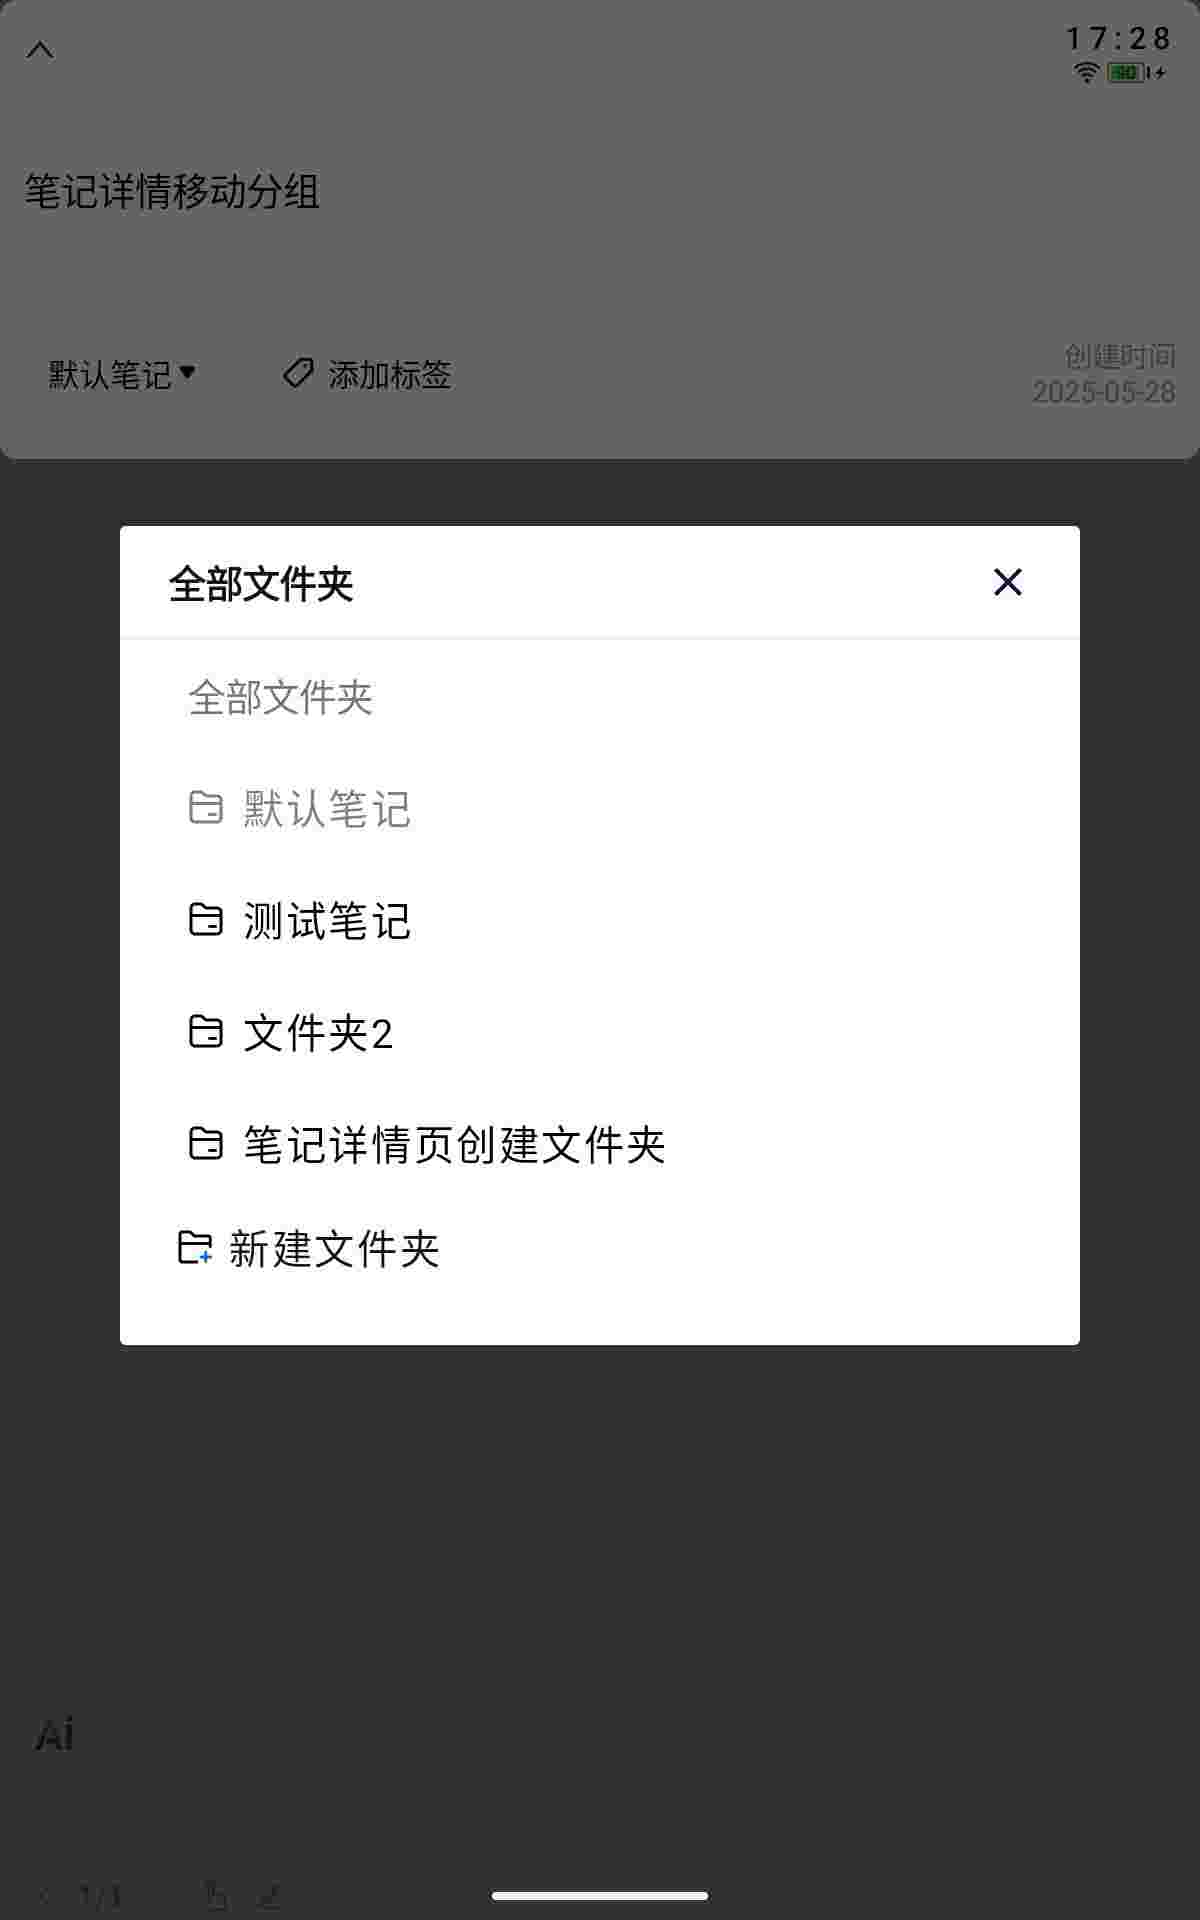 17:28
90
笔记详情移动分组
默认笔记
添加标签
创建时间
2025-05-28
全部文件夹
全部文件夹
默认笔记
测试笔记
文件夹2
笔记详情页创建文件夹
新建文件夹
Ai
1/1